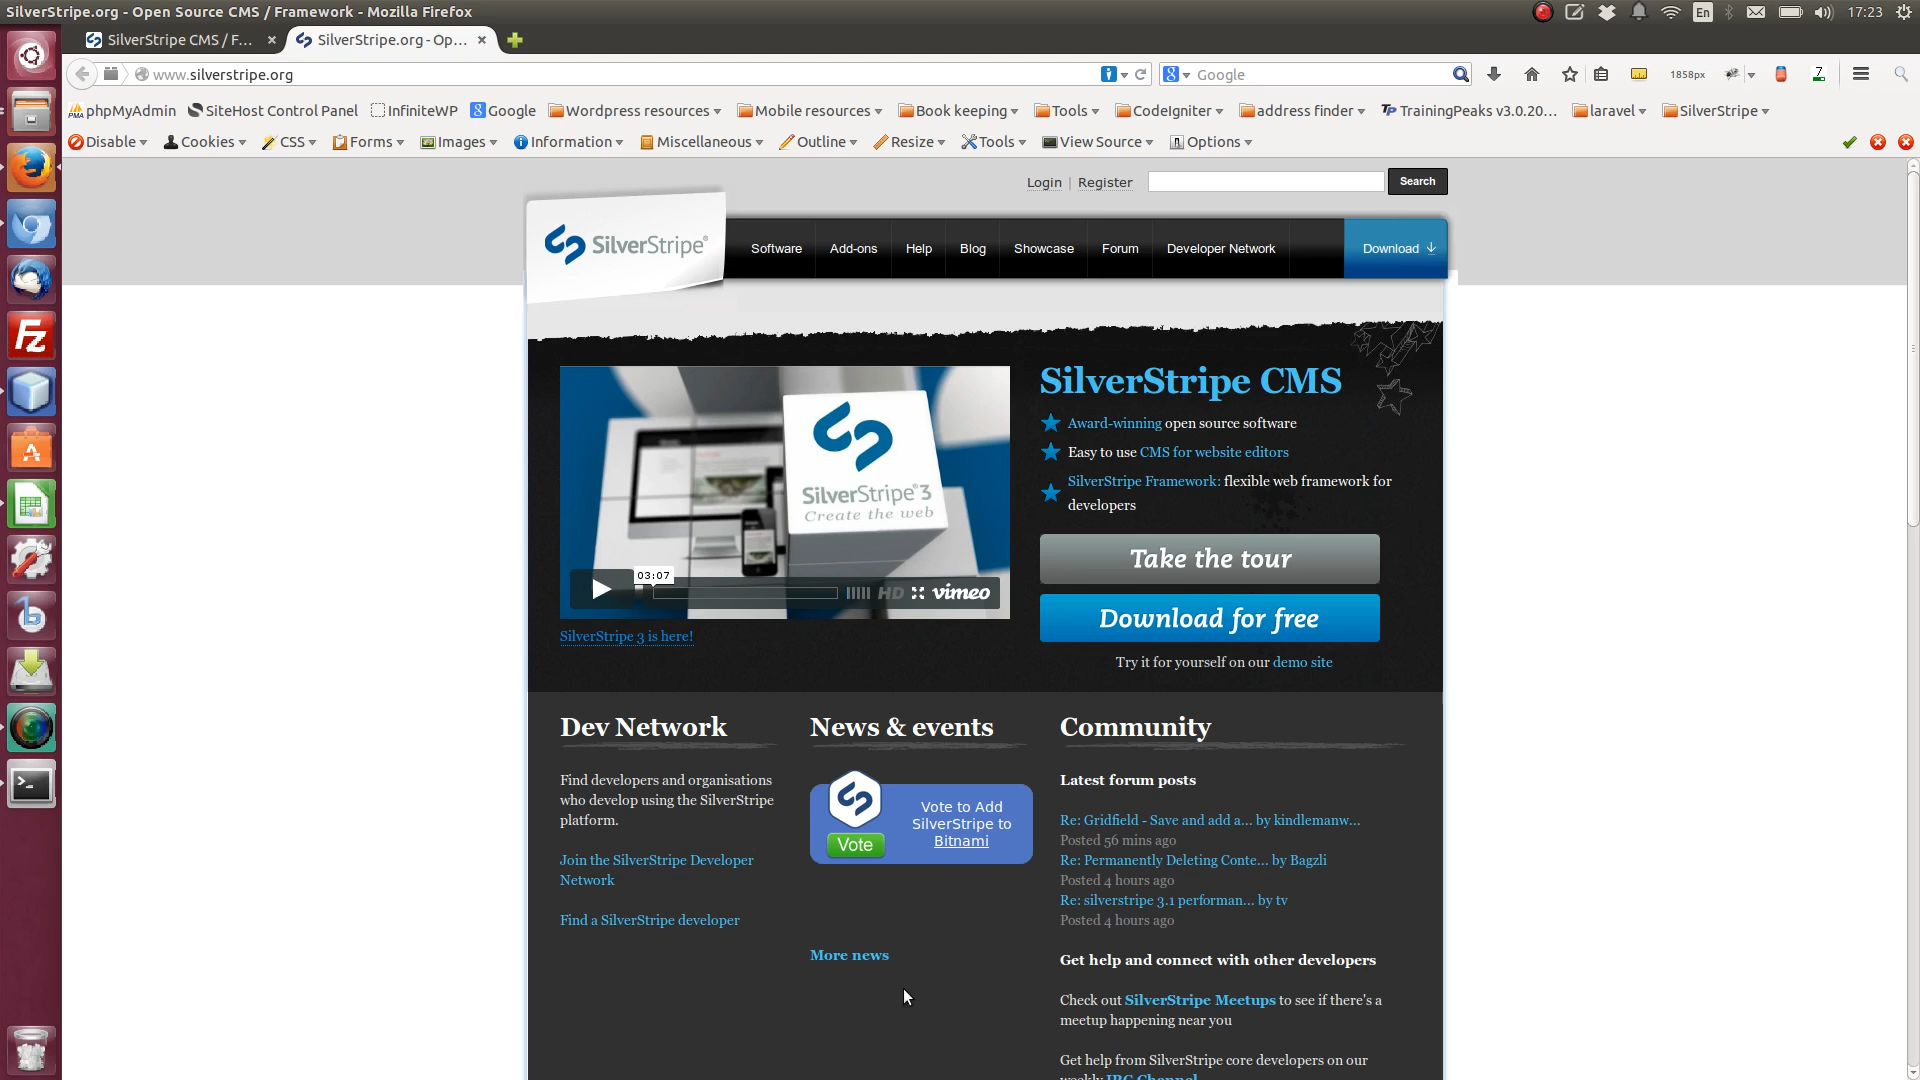 SilverStripe.org - Open Source CMS / Framework - Mozilla Firefox
En
17:23
SilverStripe CMS / F...
SilverStripe.org - Op...
www.silverstripe.org
Google
1858px
7
phpMyAdmin
SiteHost Control Panel
InfiniteWP
Google
Wordpress resources
Mobile resources
Book keeping
Tools
CodeIgniter
address finder
TrainingPeaks v3.0.20...
laravel
SilverStripe
Disable
Cookies
CSS
Forms
Images
Information
Miscellaneous
Outline
Resize
Tools
View Source
Options
Login | Register
Search
SilverStripe®
Software
Add-ons
Help
Blog
Showcase
Forum
Developer Network
Download
SilverStripe®3
Create the web
03:07
HD
vimeo
SilverStripe 3 is here!
SilverStripe CMS
Award-winning open source software
Easy to use CMS for website editors
SilverStripe Framework: flexible web framework for
developers
Take the tour
Download for free
Try it for yourself on our demo site
Dev Network
Find developers and organisations
who develop using the SilverStripe
platform.
Join the SilverStripe Developer
Network
Find a SilverStripe developer
News & events
Vote
Vote to Add
SilverStripe to
Bitnami
More news
Community
Latest forum posts
Re: Gridfield - Save and add a... by kindlemanw...
Posted 56 mins ago
Re: Permanently Deleting Conte... by Bagzli
Posted 4 hours ago
Re: silverstripe 3.1 performan... by tv
Posted 4 hours ago
Get help and connect with other developers
Check out SilverStripe Meetups to see if there's a
meetup happening near you
Get help from SilverStripe core developers on our
weekly IRC Channel